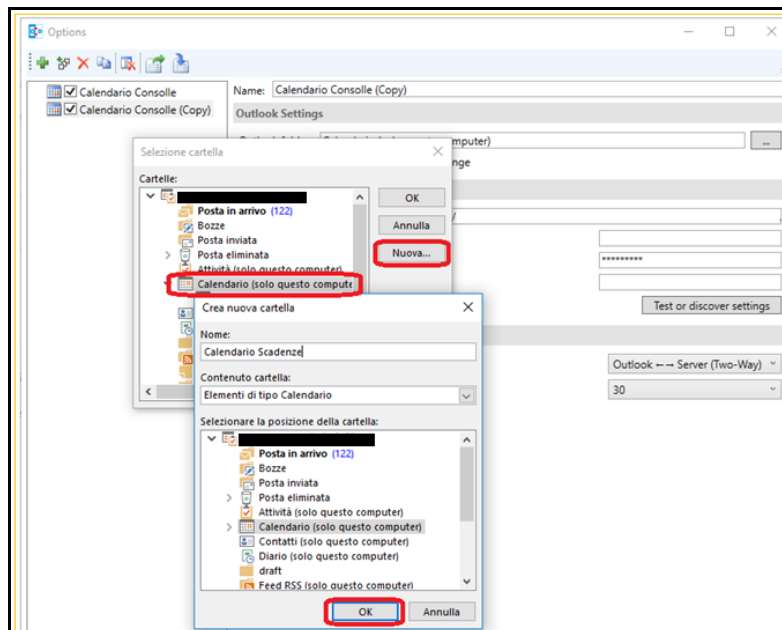 Options
Calendario Consolle
Calendario Consolle (Copy)
Name: Calendario Consolle (Copy)
Outlook Settings
mputer)
...
nge
/
*********
Test or discover settings
Outlook ←→ Server (Two-Way)
30
Selezione cartella
Cartelle:
Posta in arrivo (122)
Bozze
Posta inviata
Posta eliminata
Attività (solo questo computer)
Calendario (solo questo compute
OK
Annulla
Nuova...
Crea nuova cartella
Nome:
Calendario Scadenze
Contenuto cartella:
Elementi di tipo Calendario
Selezionare la posizione della cartella:
Posta in arrivo (122)
Bozze
Posta inviata
Posta eliminata
Attività (solo questo computer)
Calendario (solo questo computer)
Contatti (solo questo computer)
Diario (solo questo computer)
draft
Feed RSS (solo questo computer)
OK
Annulla